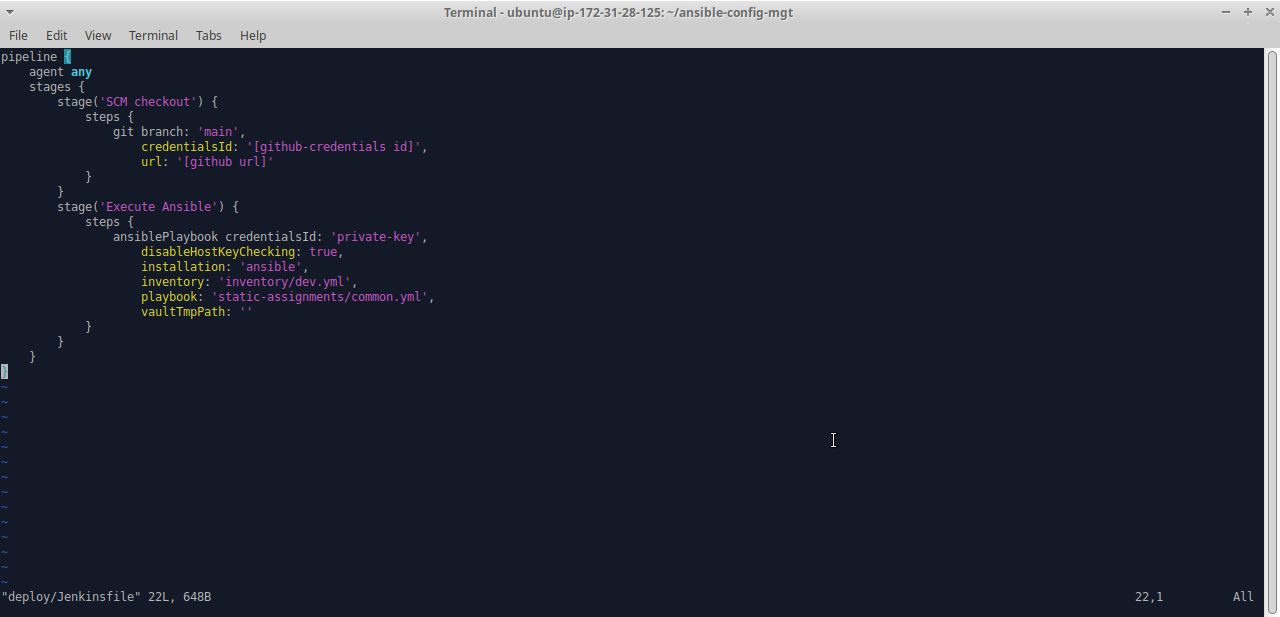 Terminal - ubuntu@ip-172-31-28-125: ~/ansible-config-mgt
File Edit View Terminal Tabs Help
pipeline {
    agent any
    stages {
        stage('SCM checkout') {
            steps {
                git branch: 'main',
                    credentialsId: '[github-credentials id]',
                    url: '[github url]'
            }
        }
        stage('Execute Ansible') {
            steps {
                ansiblePlaybook credentialsId: 'private-key',
                    disableHostKeyChecking: true,
                    installation: 'ansible',
                    inventory: 'inventory/dev.yml',
                    playbook: 'static-assignments/common.yml',
                    vaultTmpPath: ''
            }
        }
    }
}
~
~
~
~
~
~
~
~
~
~
~
~
~
~
"deploy/Jenkinsfile" 22L, 648B 22,1 All